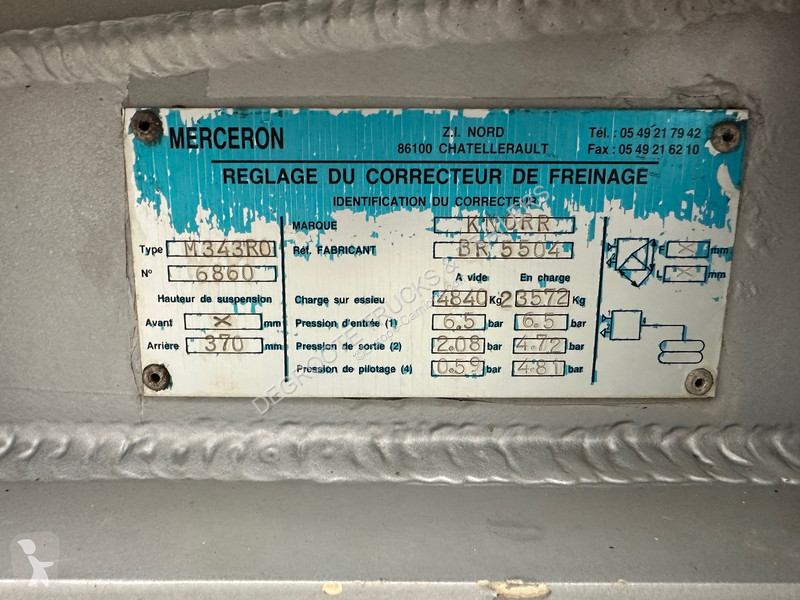 MERCERON
Z.I. NORD
86100 CHATELLERAULT
Tél. : 05 49 21 79 42
Fax : 05 49 21 62 10
REGLAGE DU CORRECTEUR DE FREINAGE
IDENTIFICATION DU CORRECTEUR
MARQUE KNORR
Réf. FABRICANT BR 5504
Type M343RO
N° 6860
Hauteur de suspension
Avant X mm
Arrière 370 mm
A vide En charge
Charge sur essieu 4840 Kg 23572 Kg
Pression d'entrée (1) 6.5 bar 6.5 bar
Pression de sortie (2) 2.08 bar 4.72 bar
Pression de pilotage (4) 0.59 bar 4.81 bar
F X mm
L X mm
DEGROOTE TRUCKS &